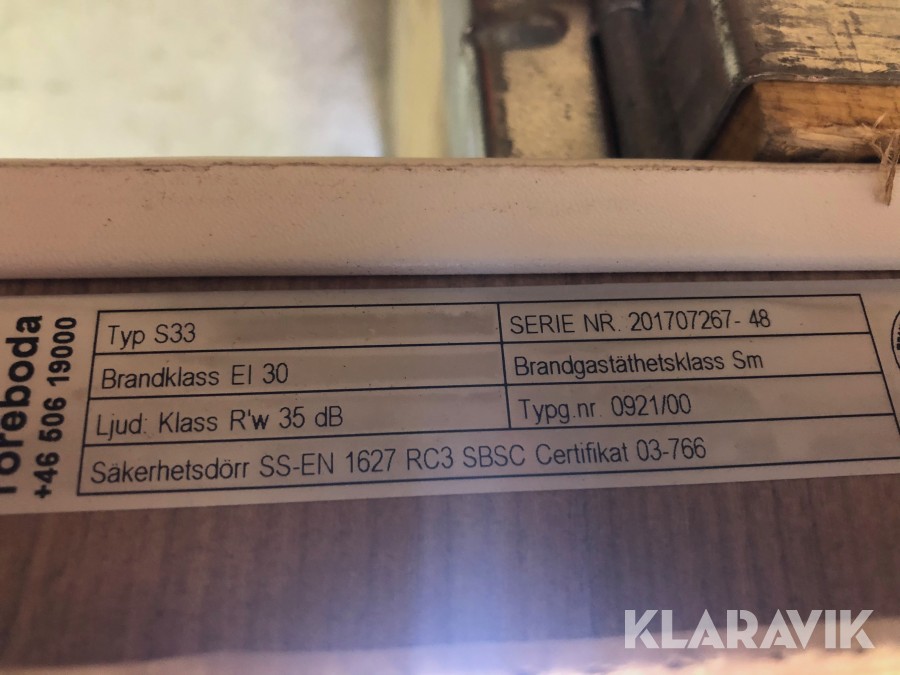 Töreboda
+46 506 19000
Typ S33
SERIE NR. 201707267-48
Brandklass EI 30
Brandgastäthetsklass Sm
Ljud: Klass R'w 35 dB
Typg.nr. 0921/00
Säkerhetsdörr SS-EN 1627 RC3 SBSC Certifikat 03-766
KLARAVIK